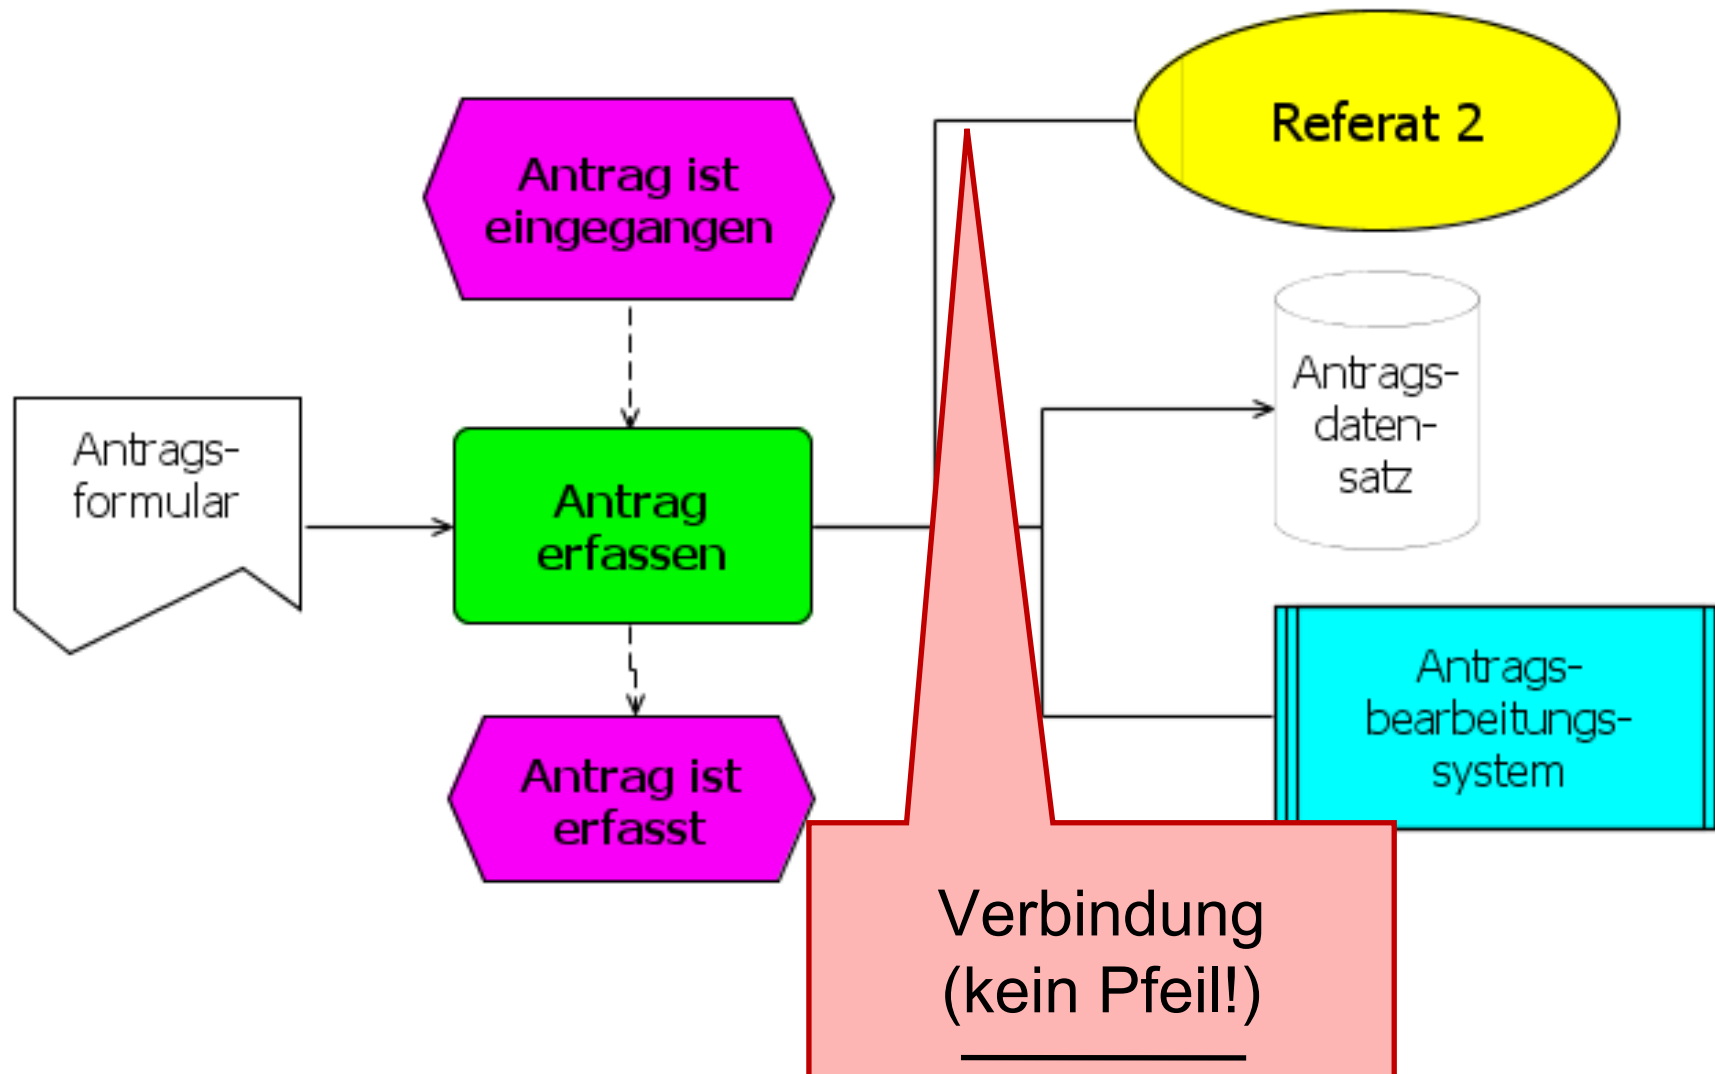 Referat 2
Antrag ist
eingegangen
Antrags-
daten-
satz
Antrags-
formular
Antrag
erfassen
Antrags-
bearbeitungs-
system
Antrag ist
erfasst
Verbindung
(kein Pfeil!)